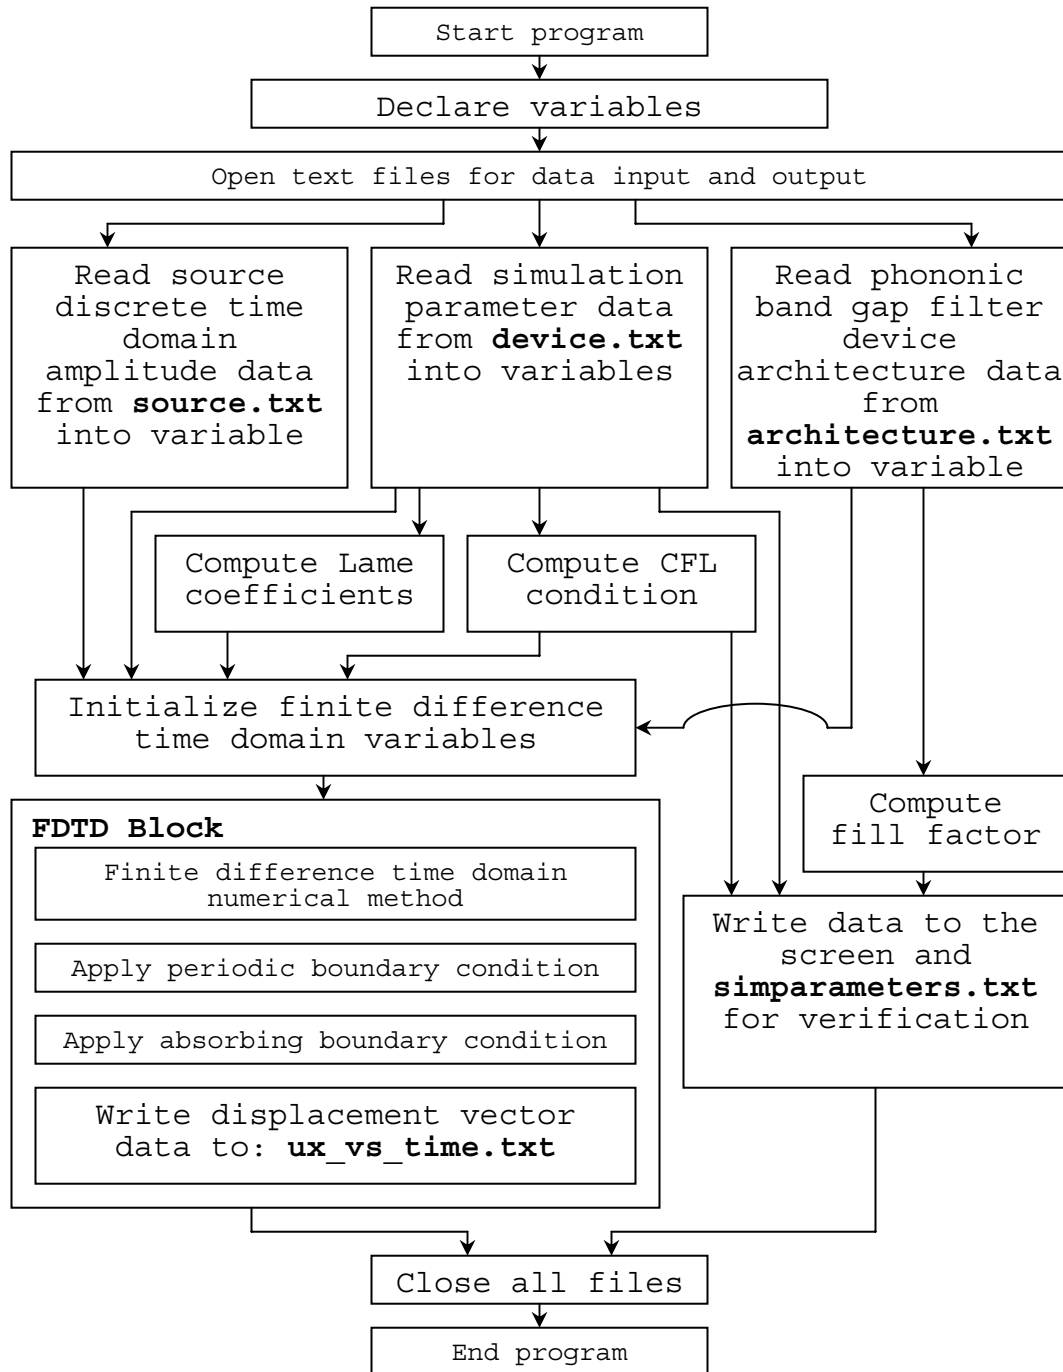 Start program
Declare variables
Open text files for data input and output
Read source
discrete time
domain
amplitude data
from source.txt
into variable
Read simulation
parameter data
from device.txt
into variables
Read phononic
band gap filter
device
architecture data
from
architecture.txt
into variable
Compute Lame
coefficients
Compute CFL
condition
Initialize finite difference
time domain variables
Compute
fill factor
FDTD Block
Finite difference time domain
numerical method
Apply periodic boundary condition
Apply absorbing boundary condition
Write displacement vector
data to: ux_vs_time.txt
Write data to the
screen and
simparameters.txt
for verification
Close all files
End program